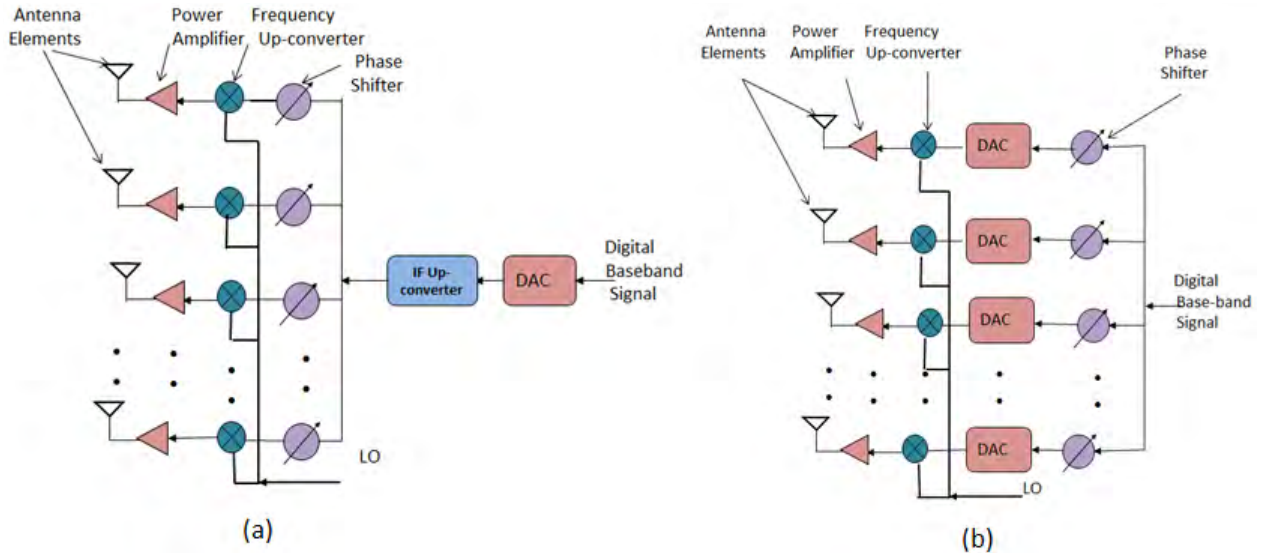 Antenna
Elements
Power
Amplifier
Frequency
Up-converter
Phase
Shifter
IF Up-
converter
DAC
Digital
Baseband
Signal
LO
(a)
Antenna
Elements
Power
Amplifier
Frequency
Up-converter
Phase
Shifter
DAC
DAC
DAC
DAC
Digital
Base-band
Signal
LO
(b)